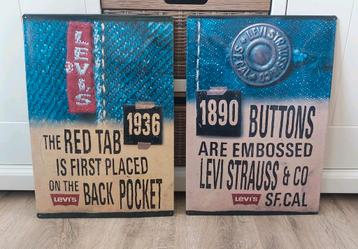 LEVI'S
1936
THE RED TAB
IS FIRST PLACED
ON THE BACK POCKET
LEVI'S
LEVI STRAUSS
S.F. CAL
1890 BUTTONS
ARE EMBOSSED
LEVI STRAUSS & CO
LEVI'S SF.CAL